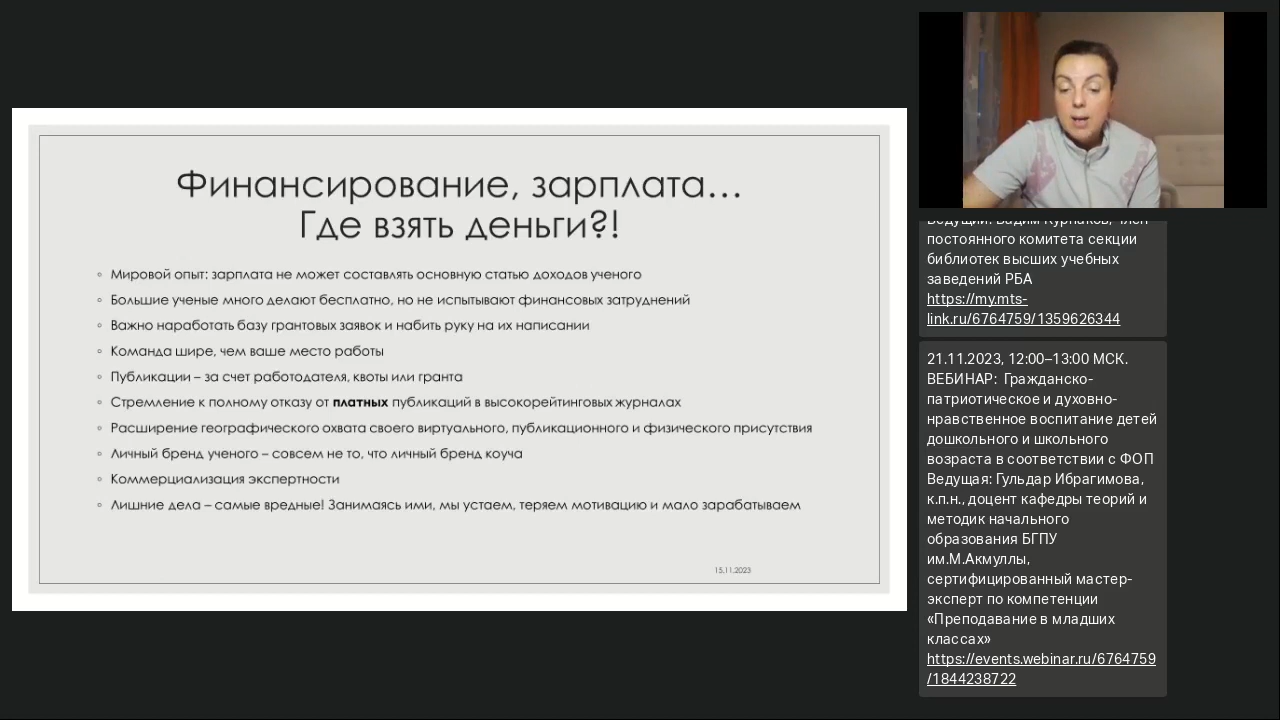 Финансирование, зарплата...
Где взять деньги?!
Мировой опыт: зарплата не может составлять основную статью доходов ученого
Большие ученые много делают бесплатно, но не испытывают финансовых затруднений
Важно наработать базу грантовых заявок и набить руку на их написании
Команда шире, чем ваше место работы
Публикации – за счет работодателя, квоты или гранта
Стремление к полному отказу от платных публикаций в высокорейтинговых журналах
Расширение географического охвата своего виртуального, публикационного и физического присутствия
Личный бренд ученого – совсем не то, что личный бренд коуча
Коммерциализация экспертности
Лишние дела – самые вредные! Занимаясь ими, мы устаем, теряем мотивацию и мало зарабатываем
15.11.2023
постоянного комитета секции
библиотек высших учебных
заведений РБА
https://my.mts-
link.ru/6764759/1359626344
21.11.2023, 12:00–13:00 МСК.
ВЕБИНАР: Гражданско-
патриотическое и духовно-
нравственное воспитание детей
дошкольного и школьного
возраста в соответствии с ФОП
Ведущая: Гульдар Ибрагимова,
к.п.н., доцент кафедры теорий и
методик начального
образования БГПУ
им.М.Акмуллы,
сертифицированный мастер-
эксперт по компетенции
«Преподавание в младших
классах»
https://events.webinar.ru/6764759
/1844238722